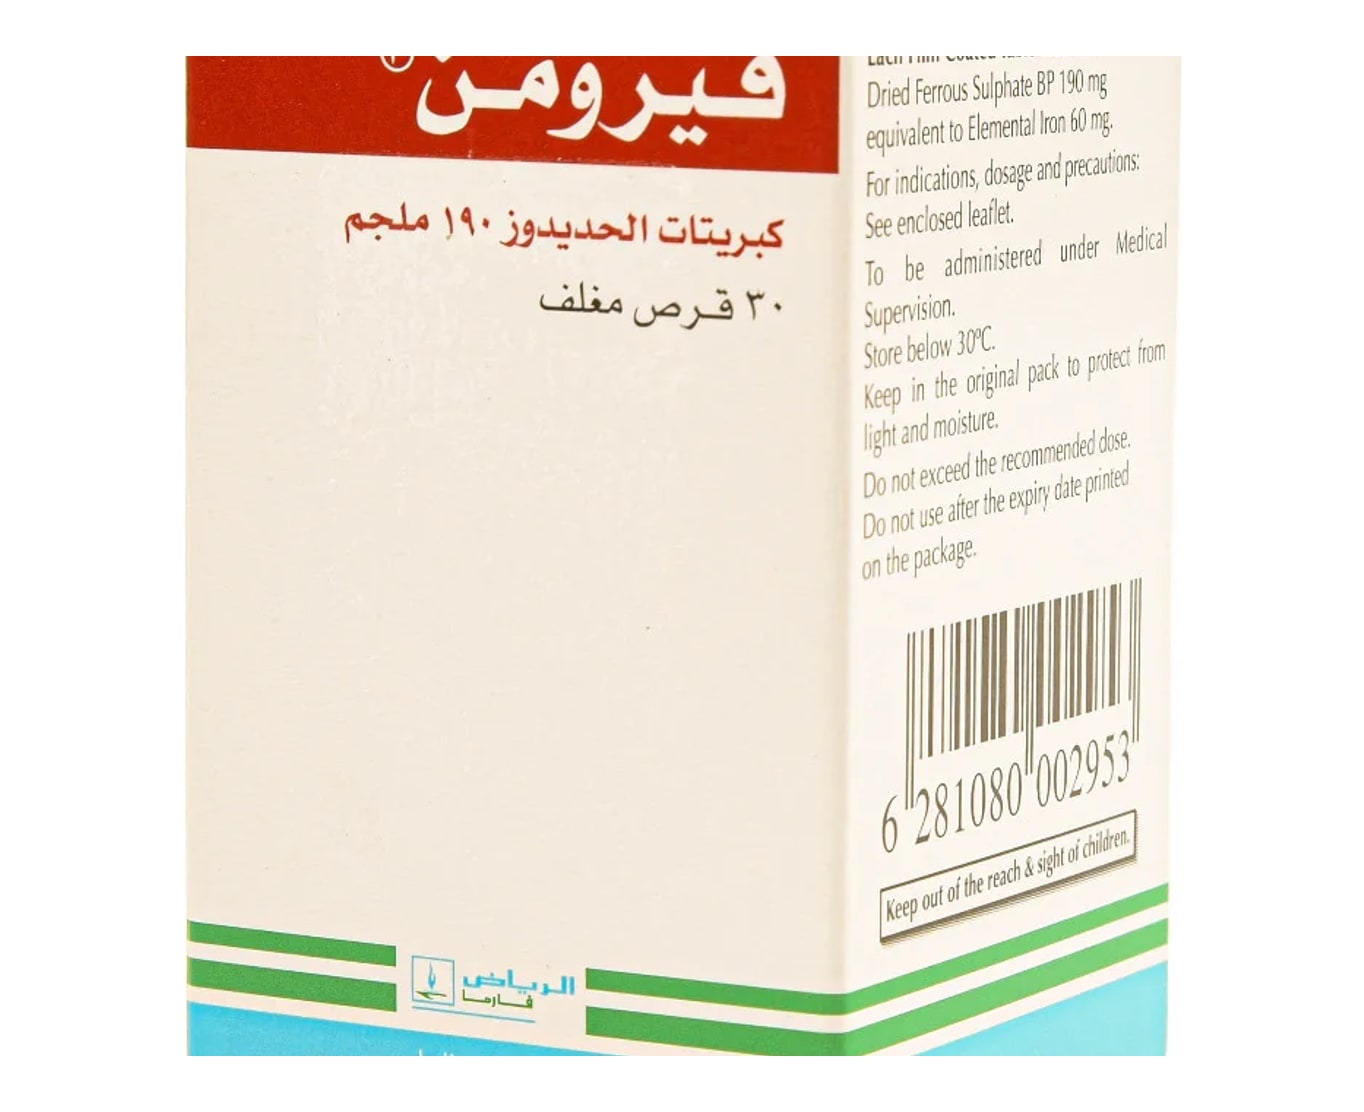 فيرومن
كبريتات الحديدوز ١٩٠ ملجم
٣٠ قرص مغلف
الرياض
فارما
Each Film Coated
Dried Ferrous Sulphate BP 190 mg
equivalent to Elemental Iron 60 mg.
For indications, dosage and precautions:
See enclosed leaflet.
To be administered under Medical
Supervision.
Store below 30ºC.
Keep in the original pack to protect from
light and moisture.
Do not exceed the recommended dose.
Do not use after the expiry date printed
on the package.
6 281080 002953
Keep out of the reach & sight of children.